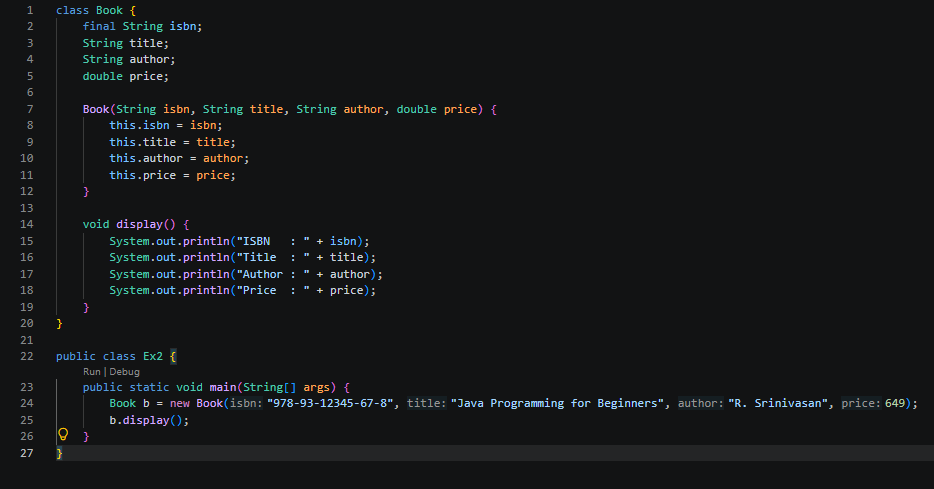 1 class Book {
2     final String isbn;
3     String title;
4     String author;
5     double price;
6
7     Book(String isbn, String title, String author, double price) {
8         this.isbn = isbn;
9         this.title = title;
10         this.author = author;
11         this.price = price;
12     }
13
14     void display() {
15         System.out.println("ISBN   : " + isbn);
16         System.out.println("Title  : " + title);
17         System.out.println("Author : " + author);
18         System.out.println("Price  : " + price);
19     }
20 }
21
22 public class Ex2 {
Run | Debug
23     public static void main(String[] args) {
24         Book b = new Book(isbn: "978-93-12345-67-8", title: "Java Programming for Beginners", author: "R. Srinivasan", price: 649);
25         b.display();
26     }
27 }